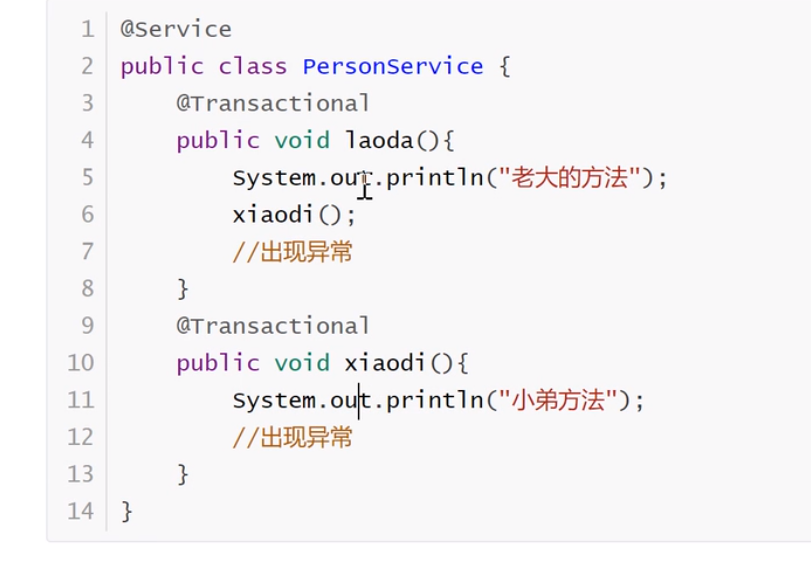 1 @Service
2 public class PersonService {
3     @Transactional
4     public void laoda(){
5         System.out.println("老大的方法");
6         xiaodi();
7         //出现异常
8     }
9     @Transactional
10     public void xiaodi(){
11         System.out.println("小弟方法");
12         //出现异常
13     }
14 }